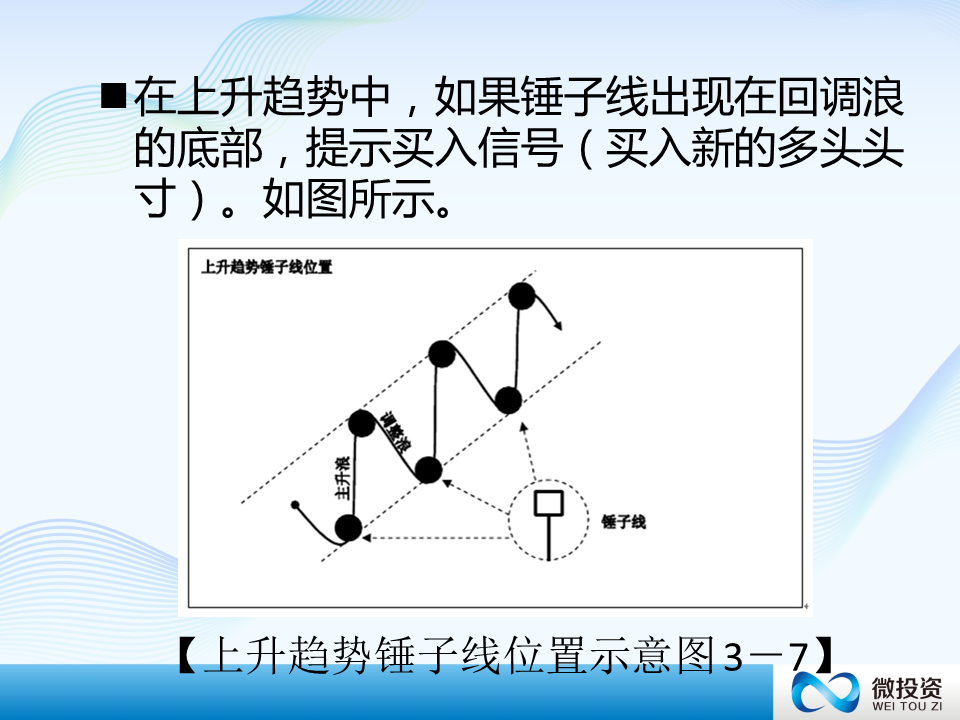 ■在上升趋势中，如果锤子线出现在回调浪
的底部，提示买入信号（买入新的多头头
寸）。如图所示。
上升趋势锤子线位置
调整浪
主升浪
锤子线
【上升趋势锤子线位置示意图3－7】
微投资
WEI TOU ZI